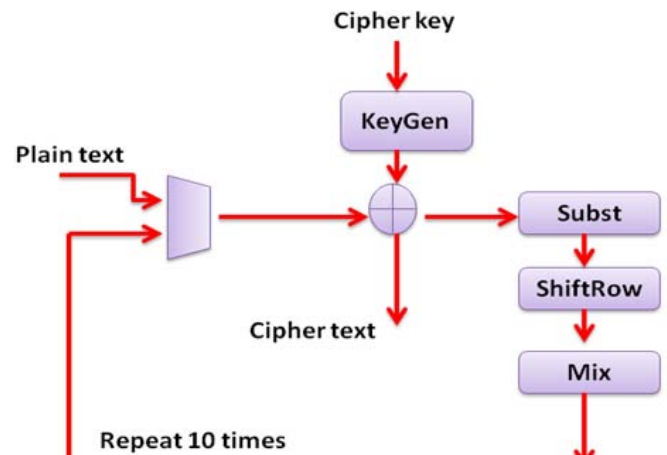 Cipher key
KeyGen
Plain text
Subst
ShiftRow
Cipher text
Mix
Repeat 10 times